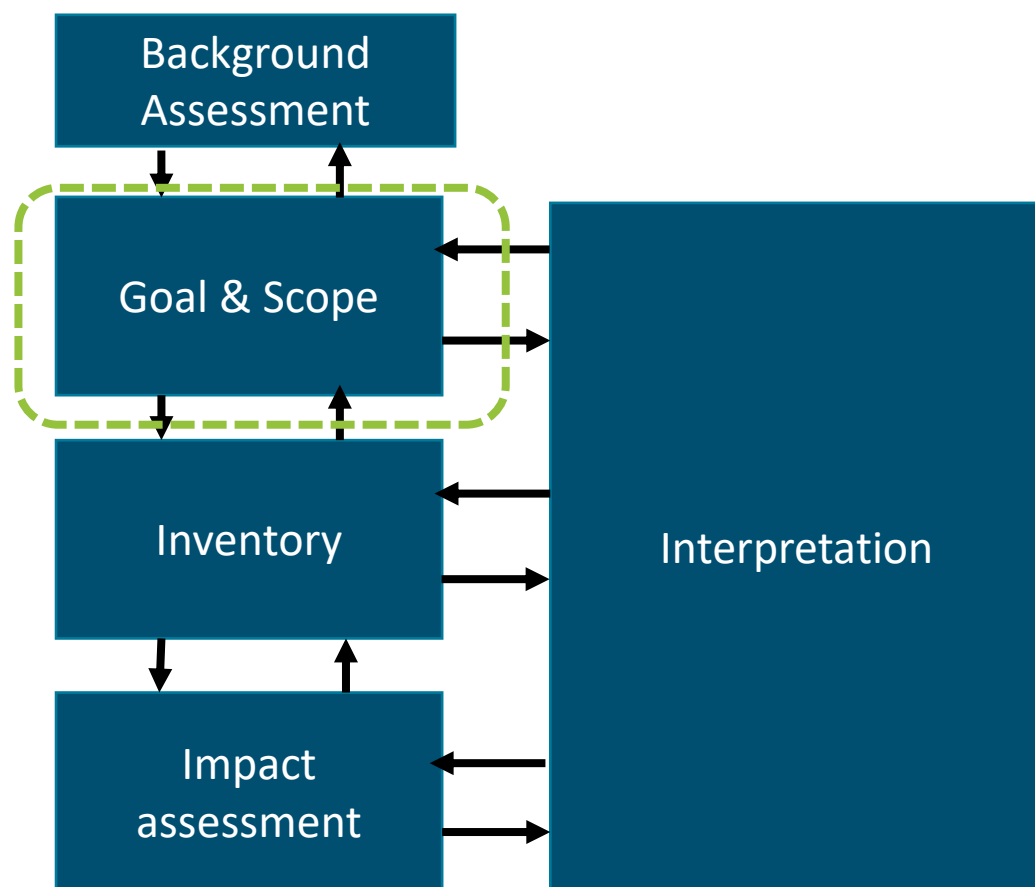 Background
Assessment
Goal & Scope
Inventory
Interpretation
Impact
assessment